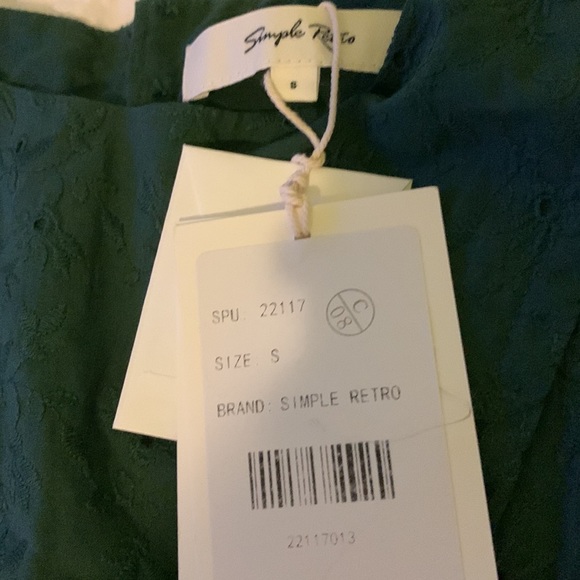 Simple Retro
S
SPU: 22117
C
08
SIZE: S
BRAND: SIMPLE RETRO
22117013